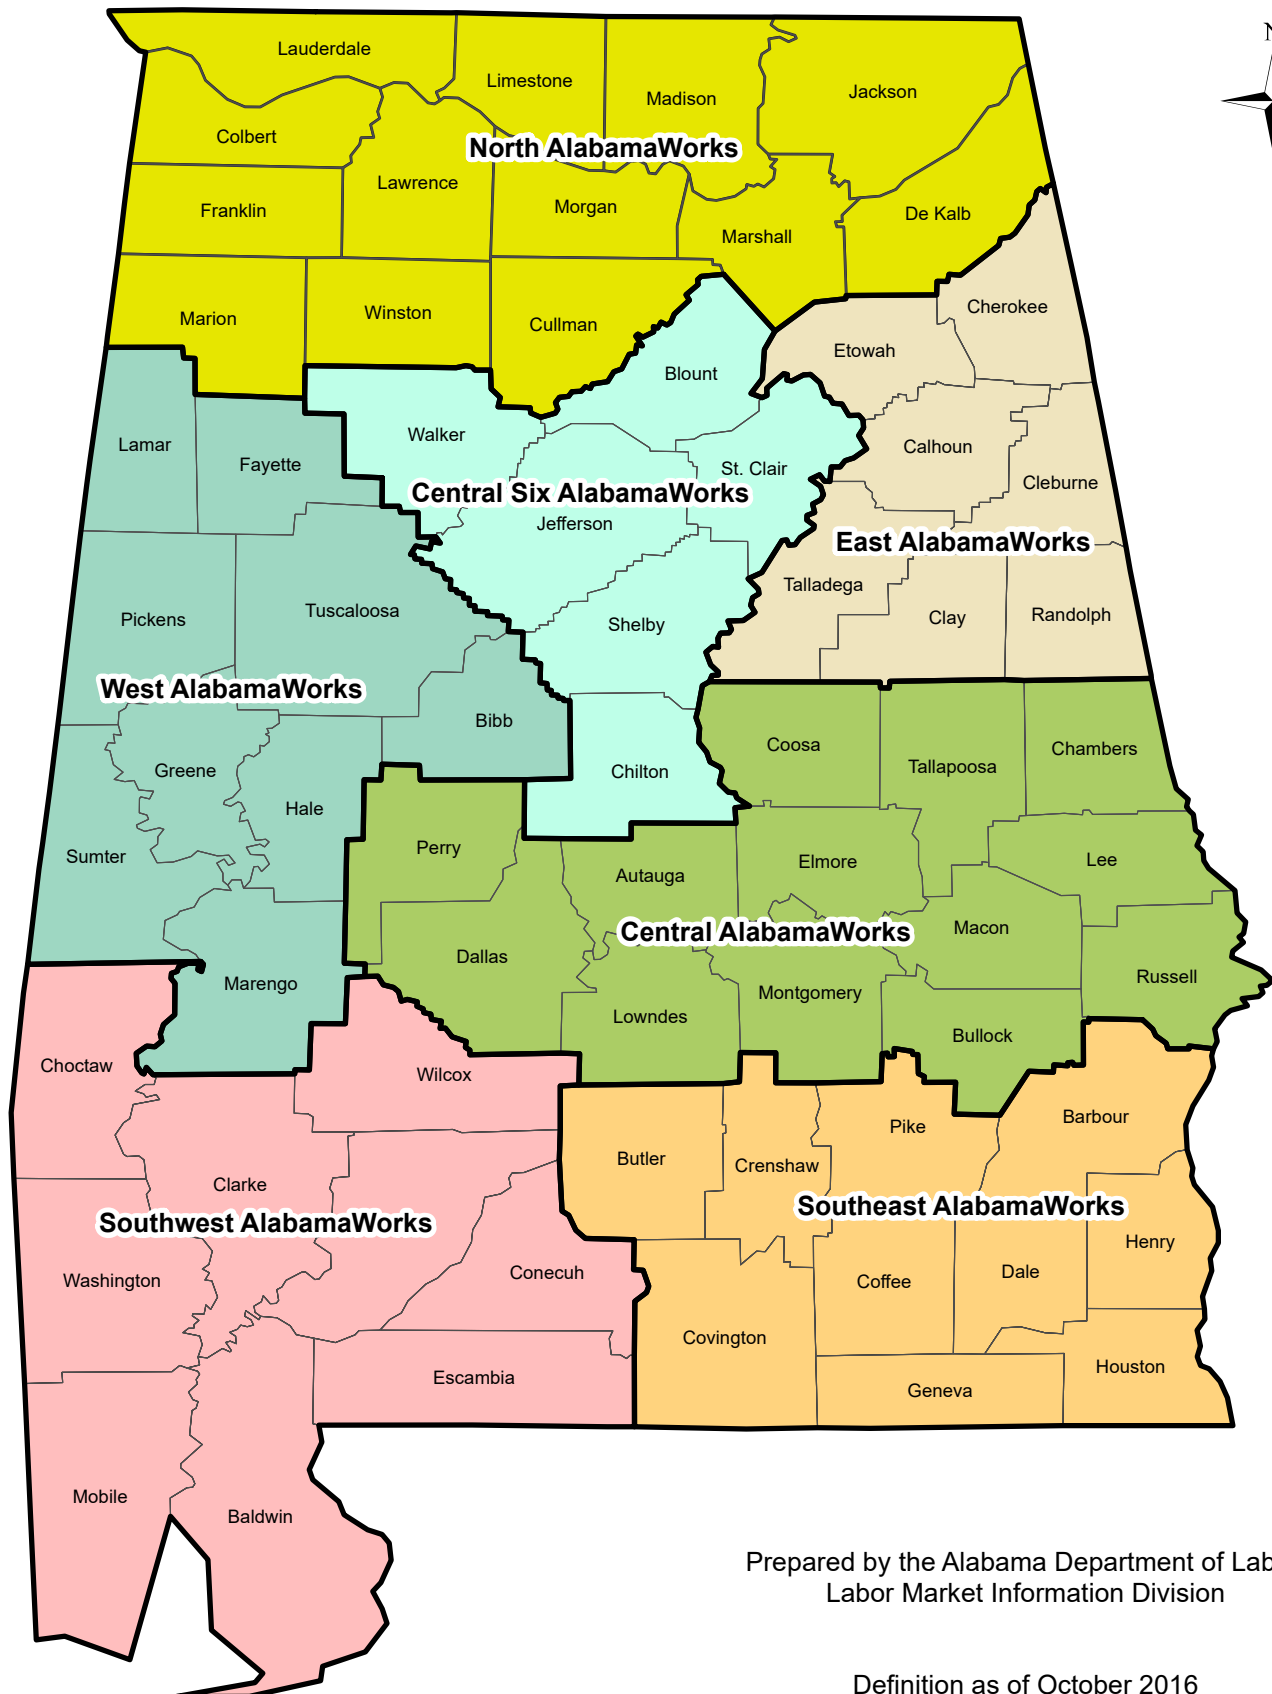 N
Lauderdale
Limestone
Madison
Jackson
Colbert
North AlabamaWorks
Lawrence
Franklin
Morgan
De Kalb
Marshall
Cherokee
Marion
Winston
Cullman
Etowah
Blount
Walker
Lamar
Calhoun
Fayette
St. Clair
Cleburne
Central Six AlabamaWorks
Jefferson
East AlabamaWorks
Talladega
Tuscaloosa
Pickens
Shelby
Clay
Randolph
West AlabamaWorks
Bibb
Coosa
Chambers
Greene
Chilton
Tallapoosa
Hale
Perry
Sumter
Elmore
Lee
Autauga
Central AlabamaWorks
Macon
Dallas
Marengo
Montgomery
Russell
Lowndes
Bullock
Choctaw
Wilcox
Barbour
Pike
Butler
Crenshaw
Clarke
Southeast AlabamaWorks
Southwest AlabamaWorks
Henry
Washington
Conecuh
Coffee
Dale
Covington
Escambia
Geneva
Houston
Mobile
Baldwin
Prepared by the Alabama Department of Lab
Labor Market Information Division
Definition as of October 2016